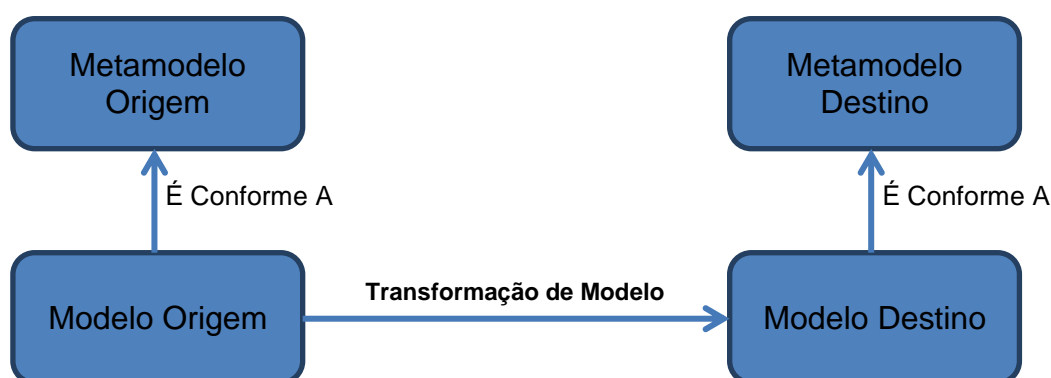 Metamodelo
Origem
Metamodelo
Destino
É Conforme A
É Conforme A
Modelo Origem
Transformação de Modelo
Modelo Destino